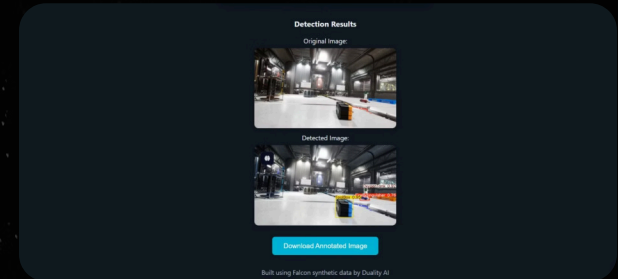 Detection Results
Original Image:
Detected Image:
Download Annotated Image
Built using Falcon synthetic data by Duality AI